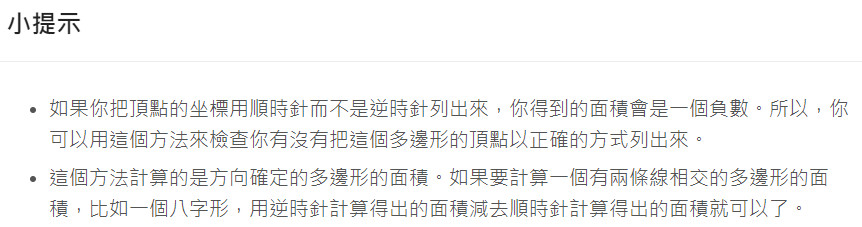 小提示
如果你把頂點的坐標用順時針而不是逆時針列出來，你得到的面積會是一個負數。所以，你
可以用這個方法來檢查你有沒有把這個多邊形的頂點以正確的方式列出來。
這個方法計算的是方向確定的多邊形的面積。如果要計算一個有兩條線相交的多邊形的面
積，比如一個八字形，用逆時針計算得出的面積減去順時針計算得出的面積就可以了。